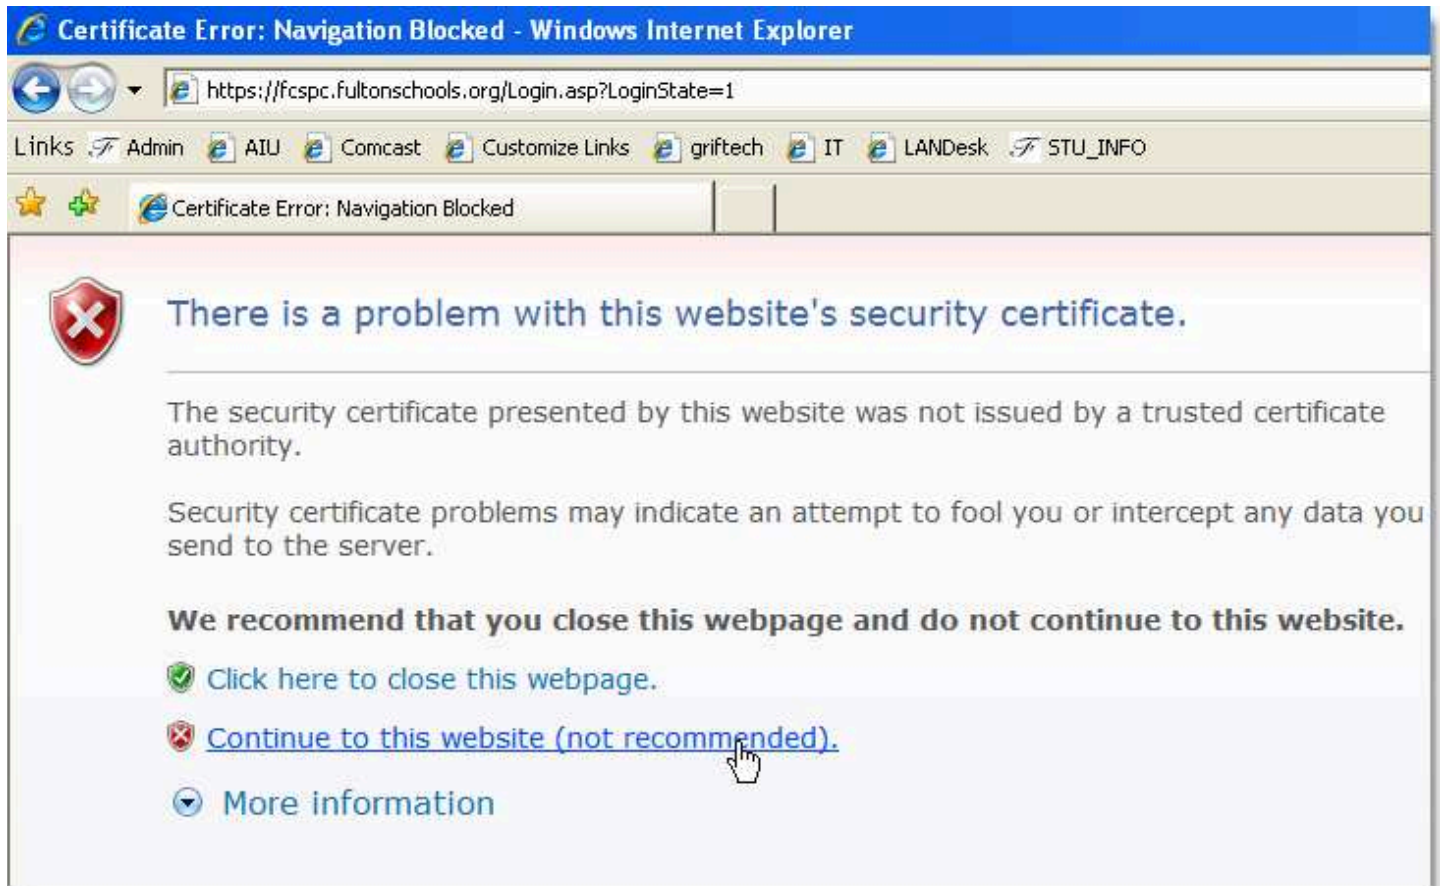 Certificate Error: Navigation Blocked - Windows Internet Explorer
https://fcspc.fultonschools.org/Login.asp?LoginState=1
Links Admin AIU Comcast Customize Links griftech IT LANDesk STU_INFO
Certificate Error: Navigation Blocked
There is a problem with this website's security certificate.
The security certificate presented by this website was not issued by a trusted certificate
authority.
Security certificate problems may indicate an attempt to fool you or intercept any data you
send to the server.
We recommend that you close this webpage and do not continue to this website.
Click here to close this webpage.
Continue to this website (not recommended).
More information